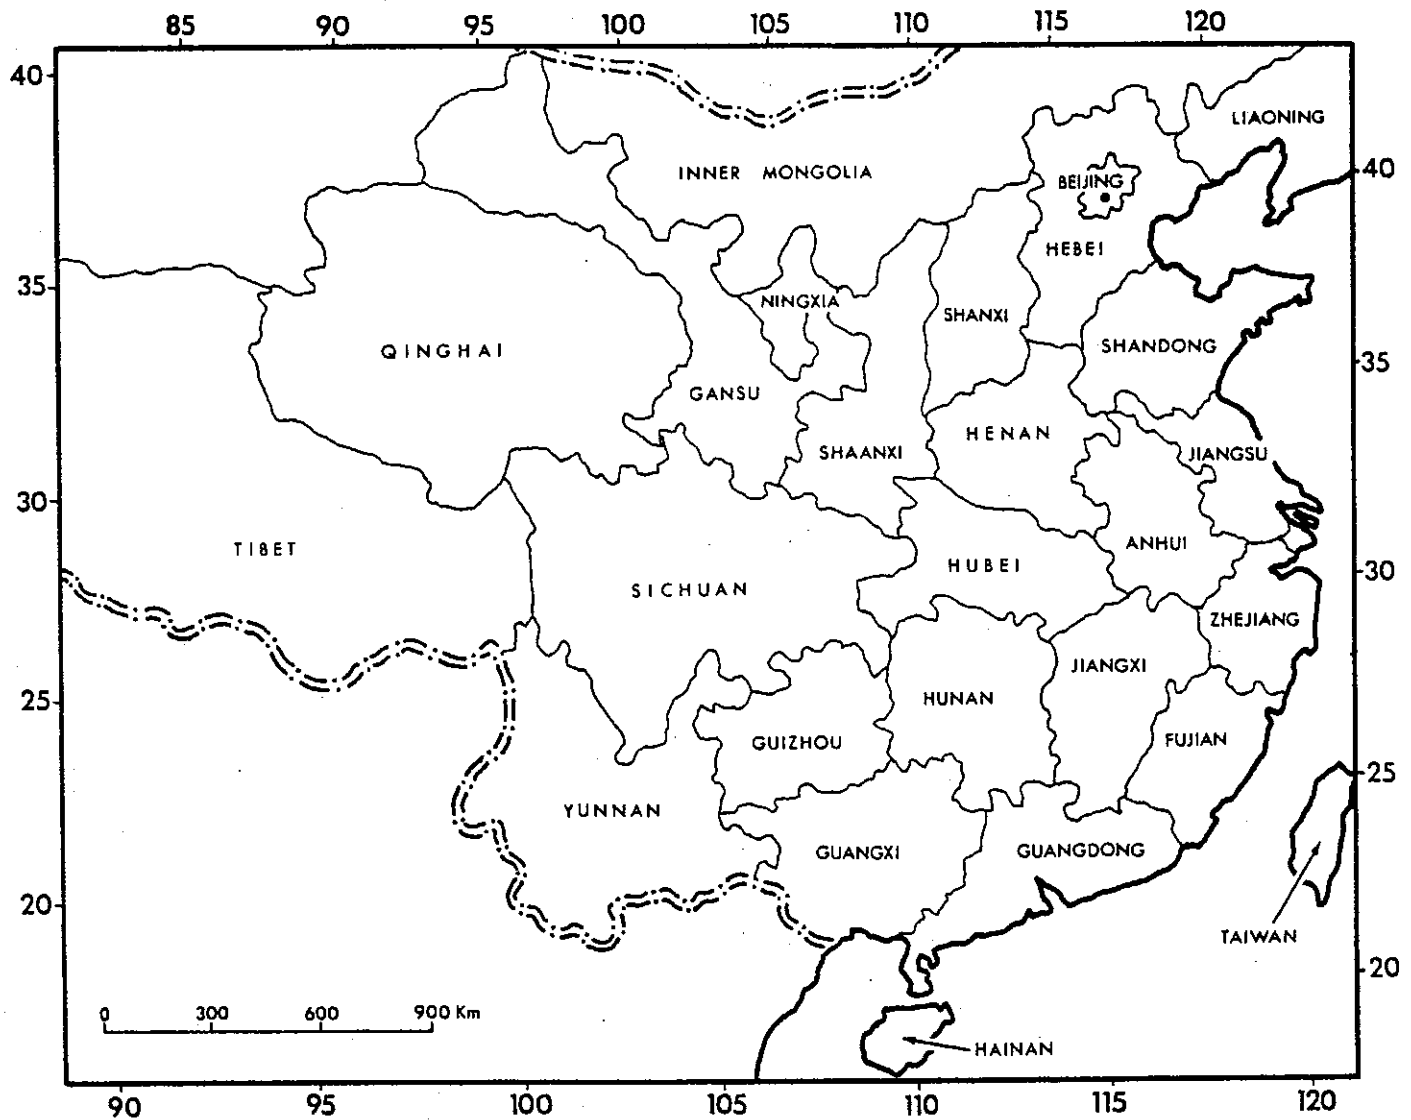 85 90 95 100 105 110 115 120
40
LIAONING
INNER MONGOLIA
40
BEIJING
HEBEI
35
NINGXIA
SHANXI
QINGHAI
SHANDONG
35
GANSU
HENAN
SHAANXI
JIANGSU
30
TIBET
ANHUI
HUBEI
30
SICHUAN
ZHEJIANG
JIANGXI
25
HUNAN
GUIZHOU
FUJIAN
25
YUNNAN
GUANGXI
GUANGDONG
20
TAIWAN
20
0 300 600 900 Km
HAINAN
90 95 100 105 110 115 120